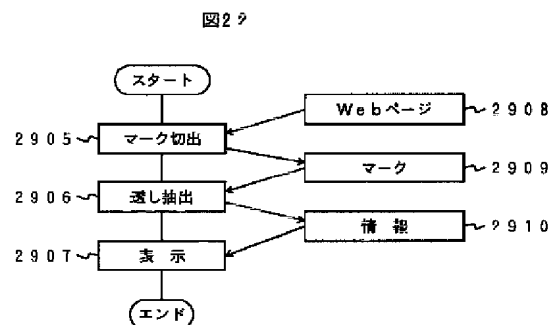 図29
スタート
Webページ 2908
2905 マーク切出
マーク 2909
2906 透し抽出
情報 2910
2907 表示
エンド